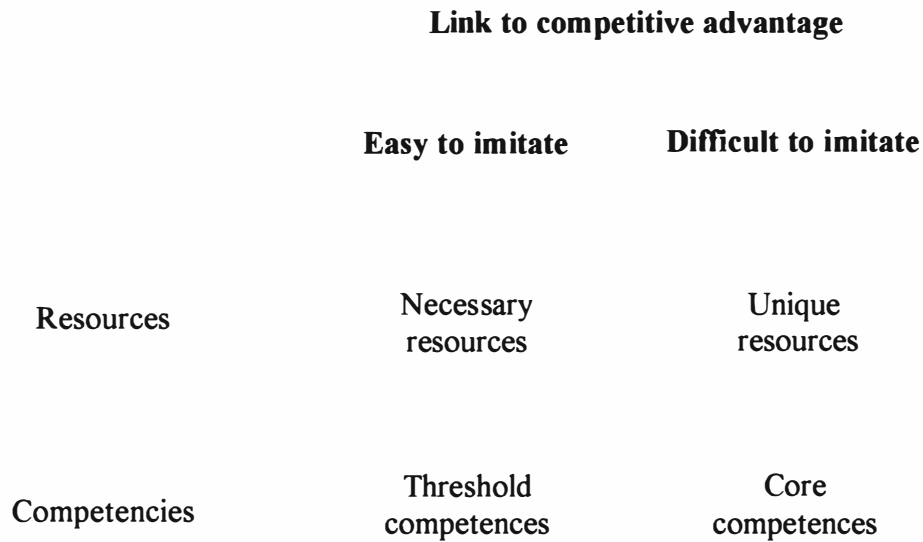 Link to competitive advantage
Easy to imitate Difficult to imitate
Resources Necessary resources Unique resources
Competencies Threshold competences Core competences